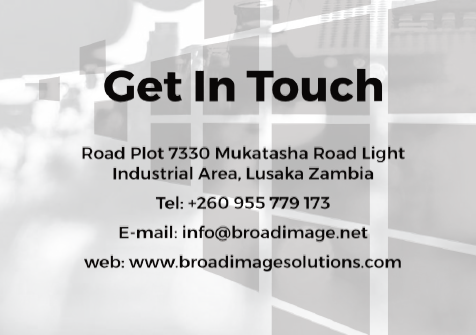 Get In Touch
Road Plot 7330 Mukatasha Road Light
Industrial Area, Lusaka Zambia
Tel: +260 955 779 173
E-mail: info@broadimage.net
web: www.broadimagesolutions.com